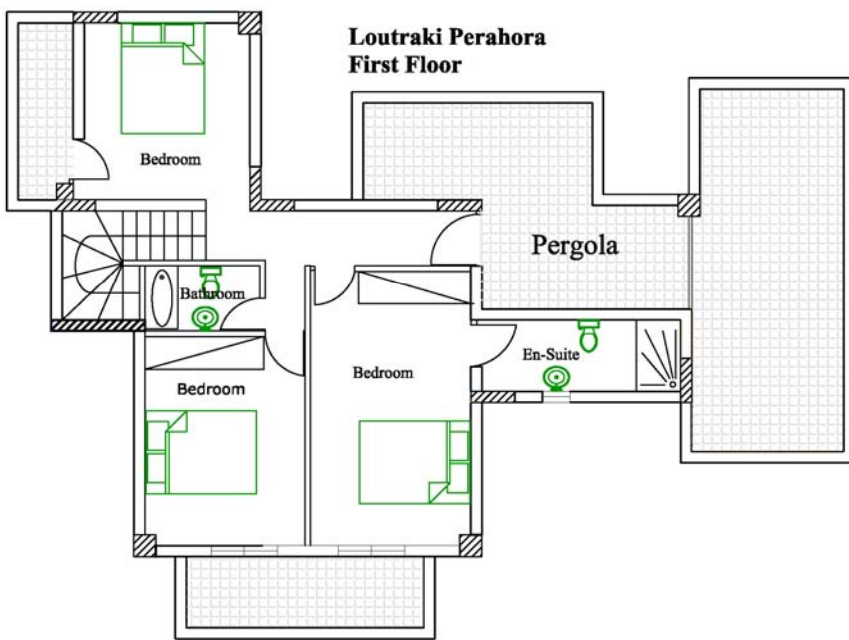 Loutraki Perahora
First Floor
Bedroom
Pergola
Bathroom
En-Suite
Bedroom
Bedroom